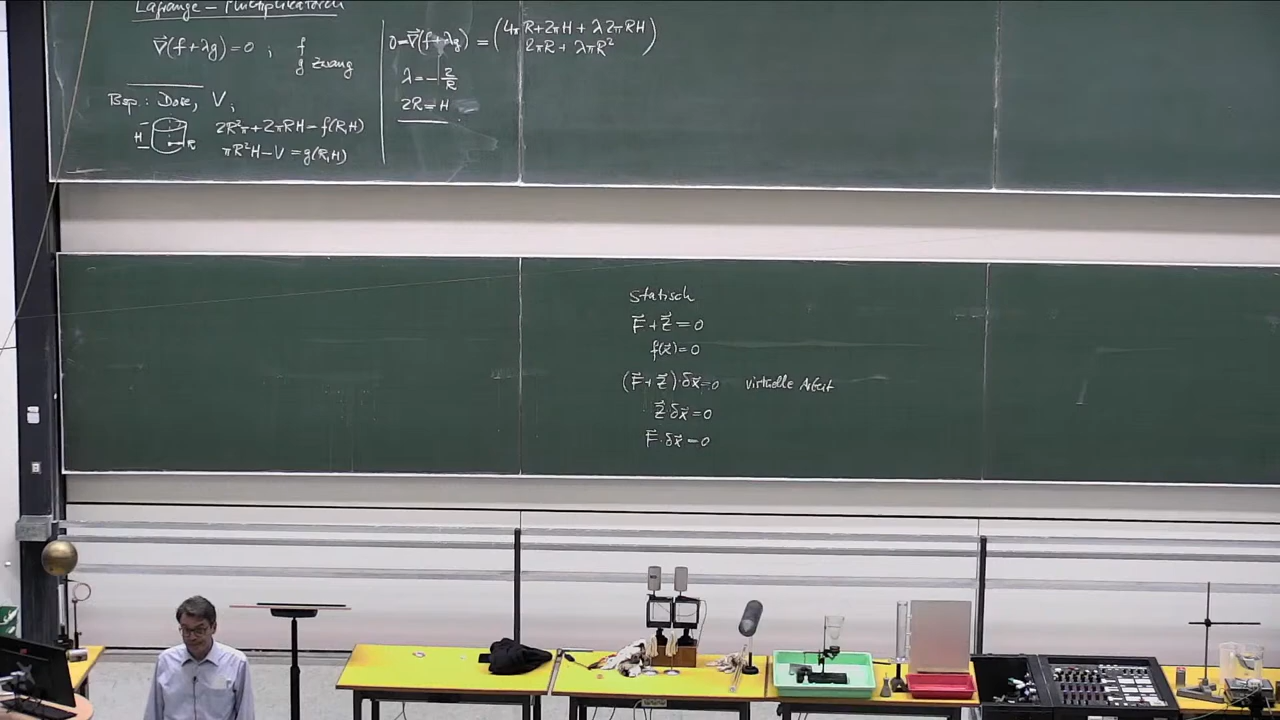 Lagrange - Multiplikatoren
∇⃗(f+λg)=0 ; f
g Zwang
Bsp.: Dose, V,
H R
2R²π+2πRH = f(R,H)
πR²H-V = g(R,H)
0=∇⃗(f+λg) = (4πR+2πH+λ2πRH
2πR+λπR²)
λ=-2/R
2R=H
Statisch
F⃗+Z⃗=0
f(x⃗)=0
(F⃗+Z⃗)·δx⃗=0 virtuelle Arbeit
Z⃗·δx⃗=0
F⃗·δx⃗=0